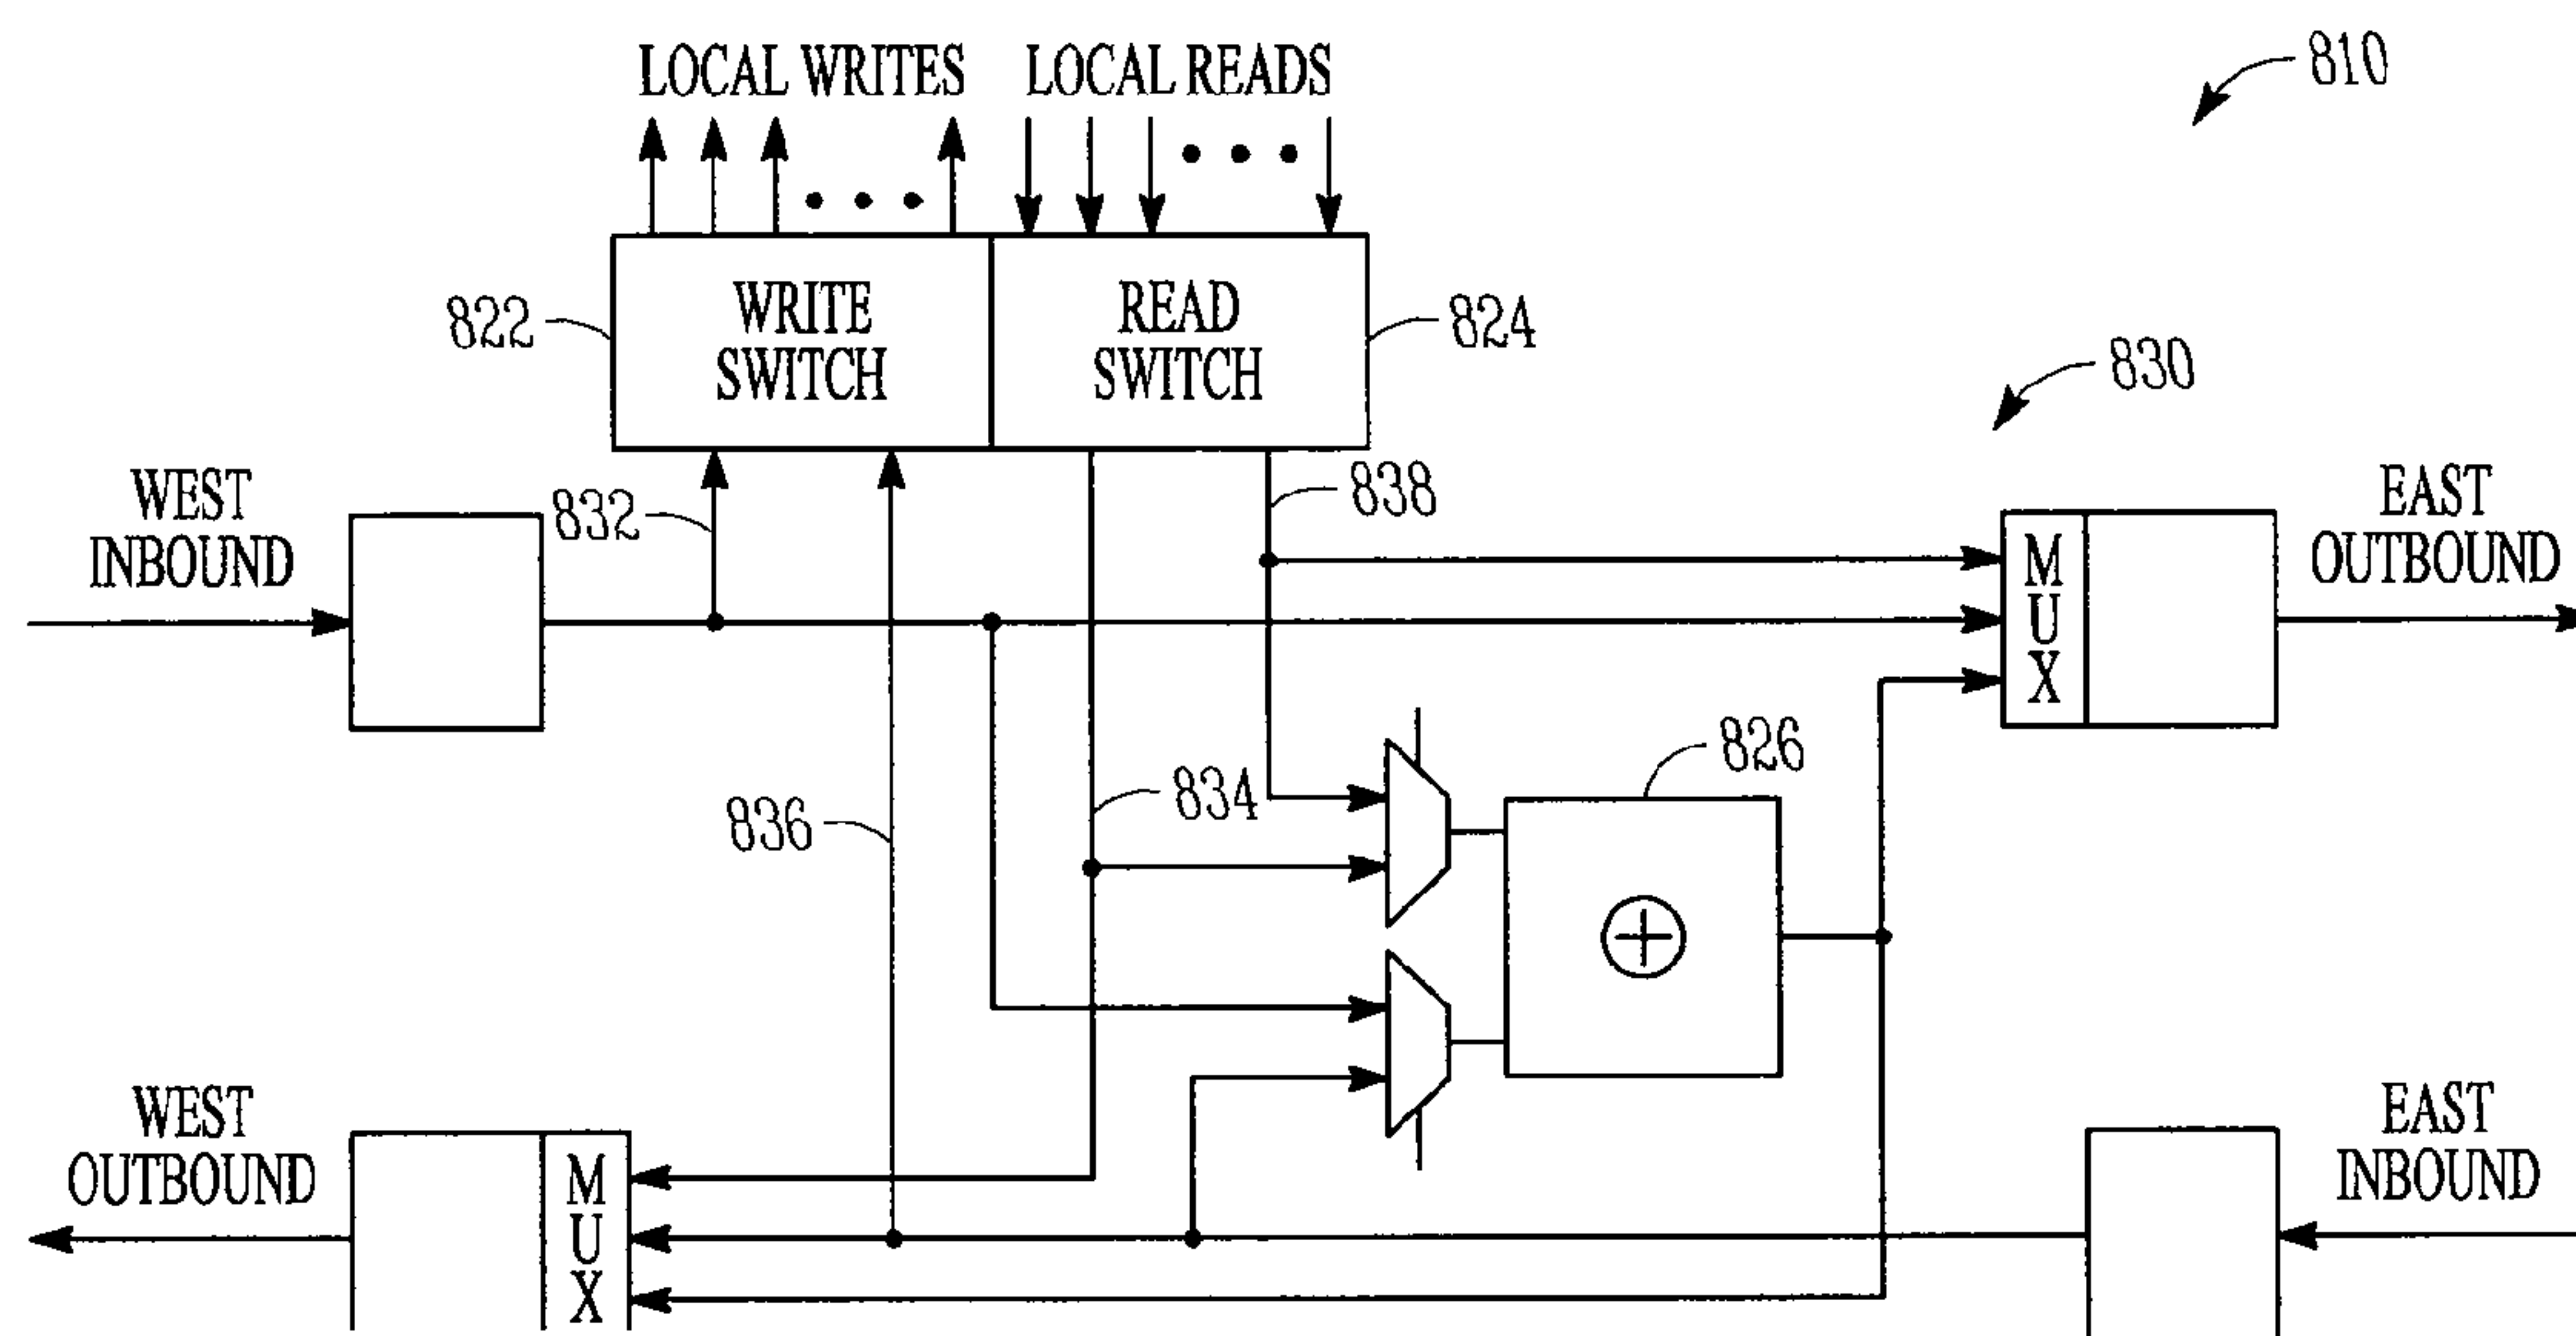 LOCAL WRITES
LOCAL READS
810
822
WRITE
SWITCH
READ
SWITCH
824
830
WEST
INBOUND
832
838
EAST
OUTBOUND
M
U
X
826
834
836
WEST
OUTBOUND
M
U
X
EAST
INBOUND